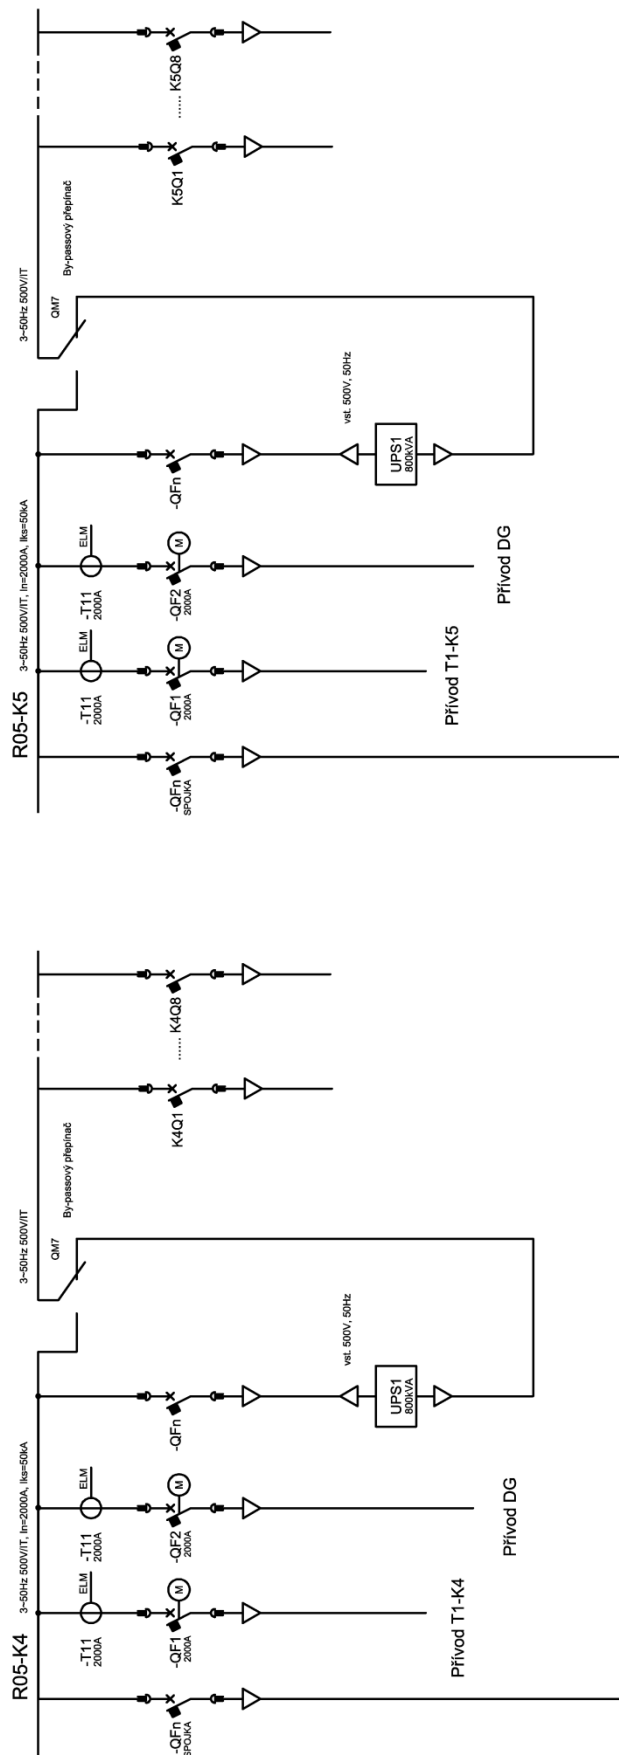 R05-K4
3~50Hz 500V/IT, In=2000A, Iks=50kA
3~50Hz 500V/IT
QM7
By-passový přepínač
-T11
2000A
ELM
-T11
2000A
ELM
-QFn
SPOJKA
-QF1
2000A
M
-QF2
2000A
M
-QFn
K4Q1
...... K4Q8
vst. 500V, 50Hz
UPS1
800kVA
Přívod T1-K4
Přívod DG
R05-K5
3~50Hz 500V/IT, In=2000A, Iks=50kA
3~50Hz 500V/IT
QM7
By-passový přepínač
-T11
2000A
ELM
-T11
2000A
ELM
-QFn
SPOJKA
-QF1
2000A
M
-QF2
2000A
M
-QFn
K5Q1
...... K5Q8
vst. 500V, 50Hz
UPS1
800kVA
Přívod T1-K5
Přívod DG